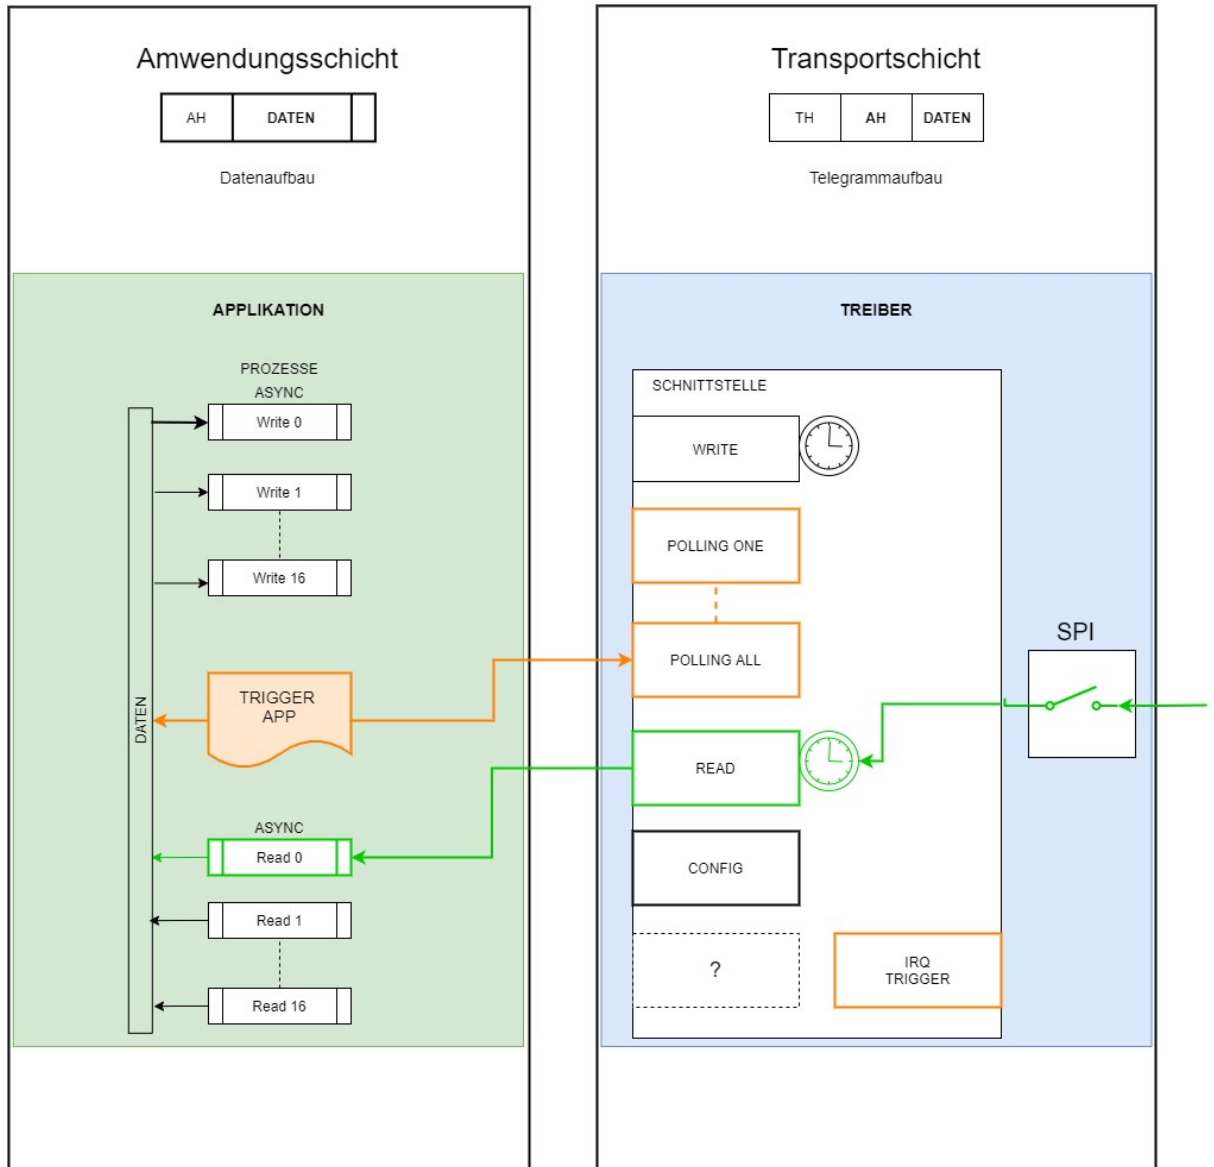 Amwendungsschicht
AH
DATEN
Datenaufbau
APPLIKATION
PROZESSE
ASYNC
Write 0
Write 1
Write 16
TRIGGER
APP
DATEN
ASYNC
Read 0
Read 1
Read 16
Transportschicht
TH
AH
DATEN
Telegrammaufbau
TREIBER
SCHNITTSTELLE
WRITE
POLLING ONE
POLLING ALL
READ
CONFIG
?
IRQ
TRIGGER
SPI